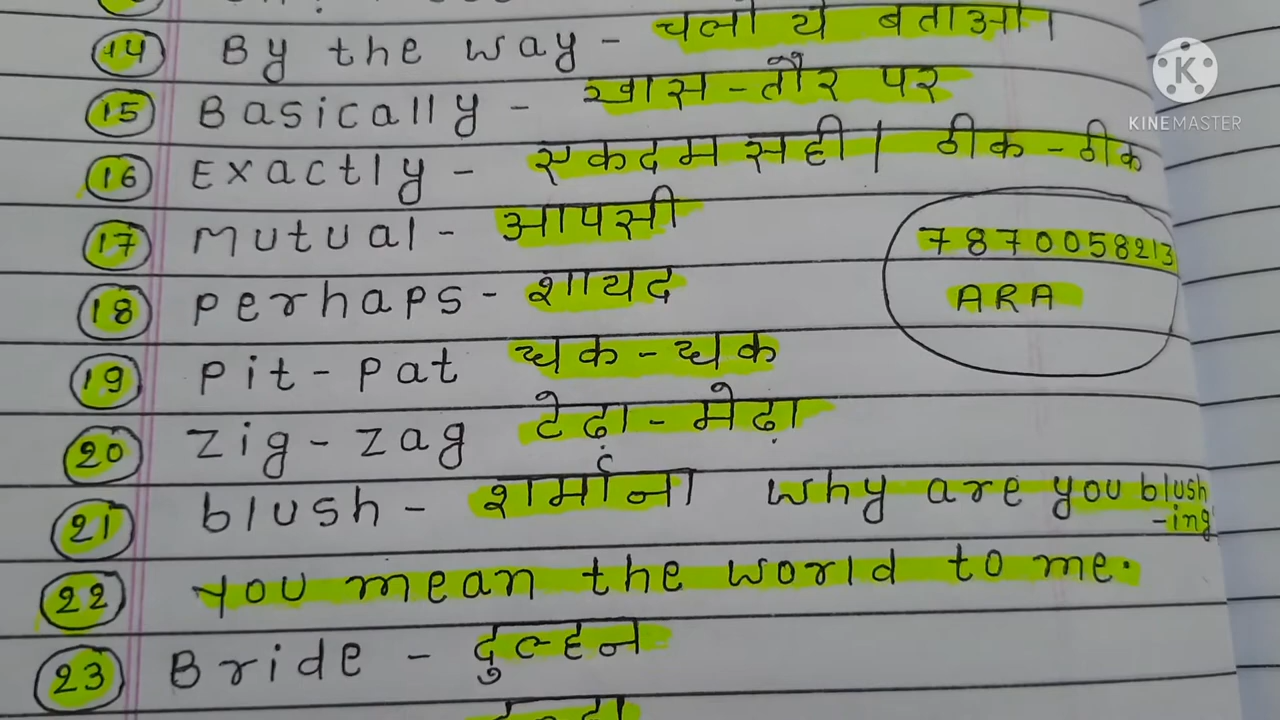 14 By the way - चलो ये बताओ।
15 Basically - खास-तौर पर
16 Exactly - एकदम सही। ठीक-ठीक
17 Mutual - आपसी
7870058213
18 Perhaps - शायद
ARA
19 Pit-Pat धक-धक
20 Zig-zag टेढ़ा-मेढ़ा
21 blush - शर्माना why are you blush
-ing
22 You mean the world to me.
23 Bride - दुल्हन
KINEMASTER